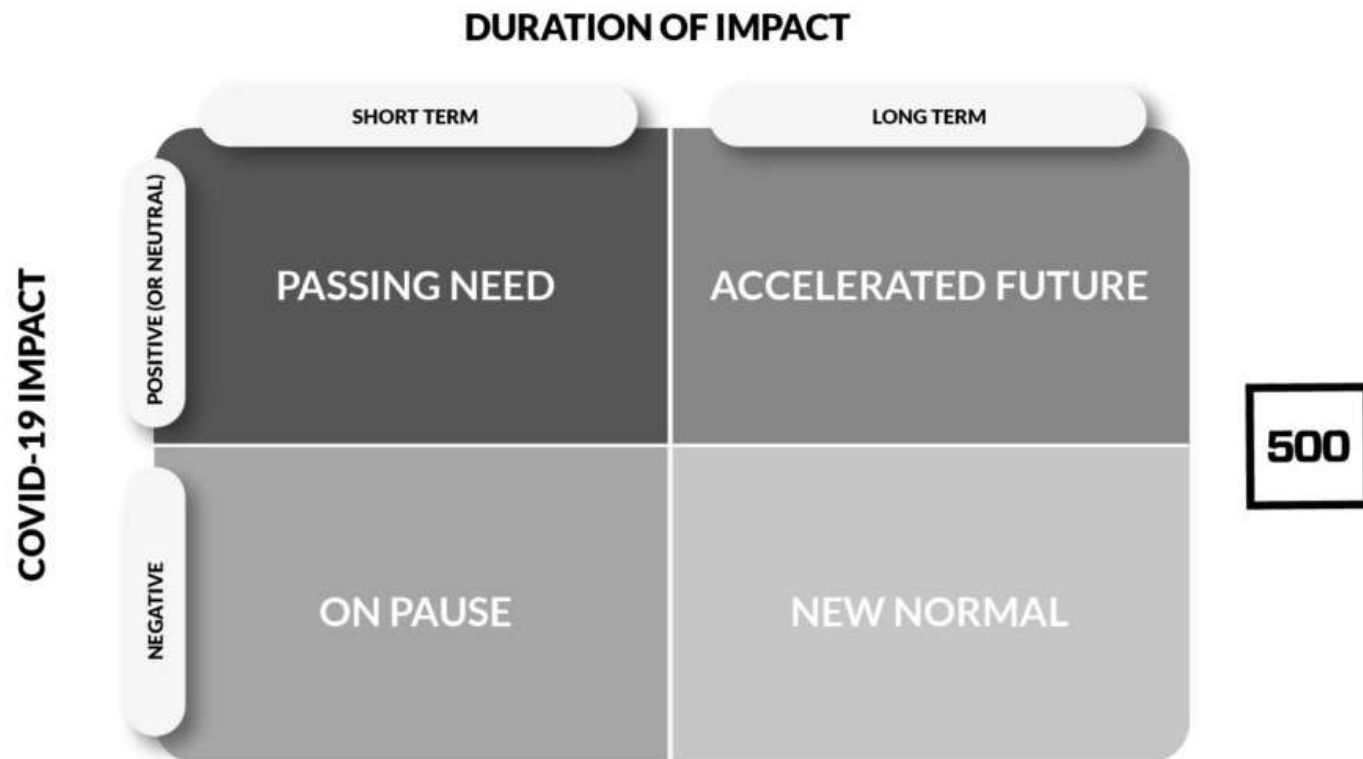 DURATION OF IMPACT
SHORT TERM
LONG TERM
COVID-19 IMPACT
POSITIVE (OR NEUTRAL)
PASSING NEED
ACCELERATED FUTURE
500
NEGATIVE
ON PAUSE
NEW NORMAL